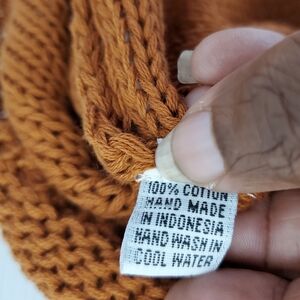 100% COTTON
HAND MADE
IN INDONESIA
HAND WASH IN
COOL WATER